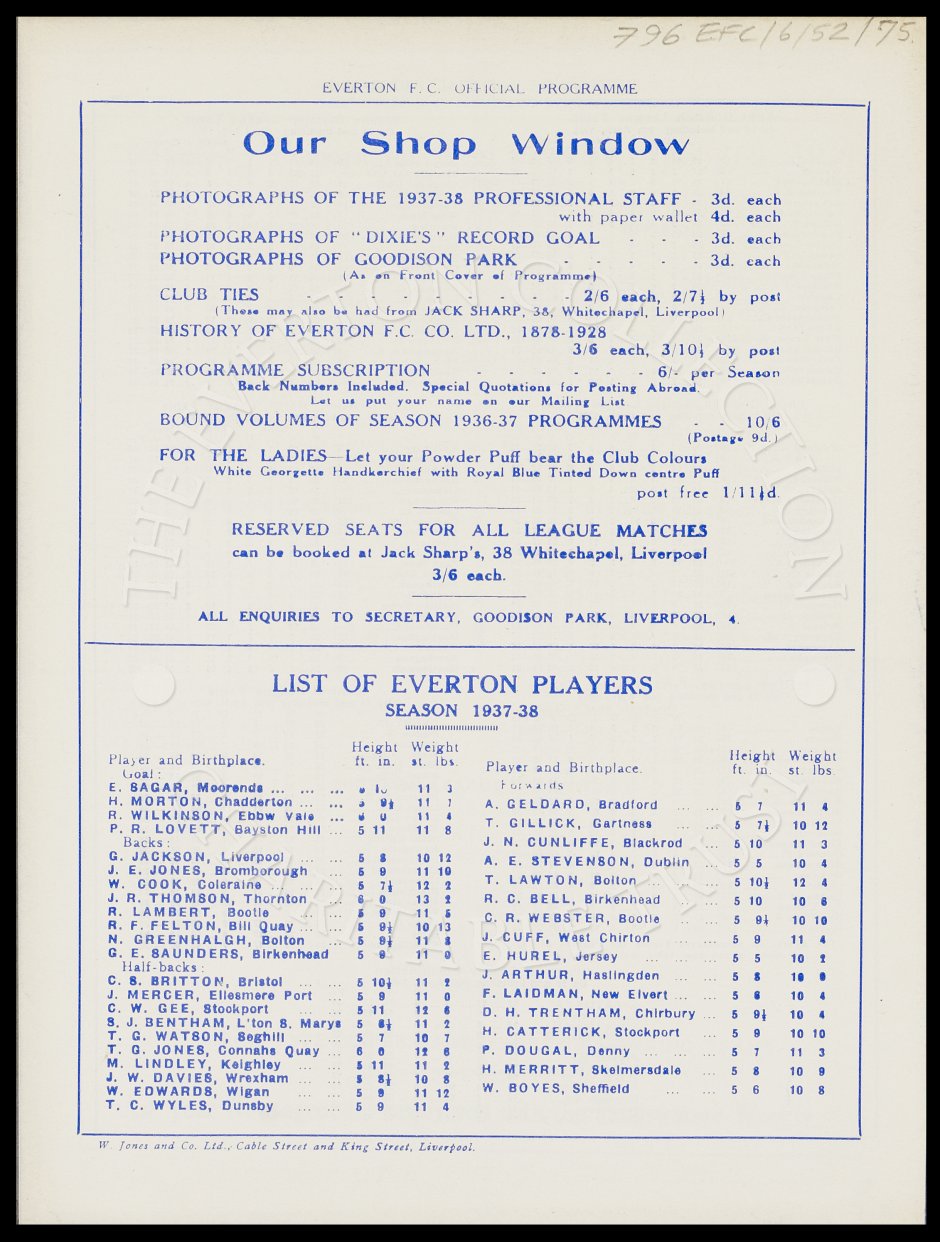 796 EFC/6/52/75.
EVERTON F. C. OFFICIAL PROGRAMME
Our Shop Window
PHOTOGRAPHS OF THE 1937-38 PROFESSIONAL STAFF - 3d. each
with paper wallet 4d. each
PHOTOGRAPHS OF "DIXIE'S" RECORD GOAL - - - 3d. each
PHOTOGRAPHS OF GOODISON PARK - - - - - 3d. each
(As on Front Cover of Programme)
CLUB TIES - - - - - - - - - 2/6 each, 2/7½ by post
(These may also be had from JACK SHARP, 38, Whitechapel, Liverpool)
HISTORY OF EVERTON F.C. CO. LTD., 1878-1928
3/6 each, 3/10½ by post
PROGRAMME SUBSCRIPTION - - - - - - 6/- per Season
Back Numbers Included. Special Quotations for Posting Abroad.
Let us put your name on our Mailing List
BOUND VOLUMES OF SEASON 1936-37 PROGRAMMES - - 10/6
(Postage 9d.)
FOR THE LADIES—Let your Powder Puff bear the Club Colours
White Georgette Handkerchief with Royal Blue Tinted Down centre Puff
post free 1/11½d.
RESERVED SEATS FOR ALL LEAGUE MATCHES
can be booked at Jack Sharp's, 38 Whitechapel, Liverpool
3/6 each.
ALL ENQUIRIES TO SECRETARY, GOODISON PARK, LIVERPOOL, 4.
LIST OF EVERTON PLAYERS
SEASON 1937-38
Height Weight
Player and Birthplace. ft. in. st. lbs.
Goal:
E. SAGAR, Moorends ... ... ... 11 3
H. MORTON, Chadderton ... ... 9½ 11
R. WILKINSON, Ebbw Vale ... 11 4
P. R. LOVETT, Bayston Hill ... 5 11 11 8
Backs:
G. JACKSON, Liverpool ... ... 5 8 10 12
J. E. JONES, Bromborough ... 5 9 11 10
W. COOK, Coleraine ... ... 5 7½ 12 2
J. R. THOMSON, Thornton ... 6 0 13 2
R. LAMBERT, Bootle ... 5 9 11 5
R. F. FELTON, Bill Quay ... ... 5 9½ 10 13
N. GREENHALGH, Bolton ... 5 9½ 11 8
G. E. SAUNDERS, Birkenhead 5 9 11 0
Half-backs:
C. S. BRITTON, Bristol ... ... 5 10½ 11 2
J. MERCER, Ellesmere Port ... 5 9 11 0
C. W. GEE, Stockport ... ... 5 11 12 6
S. J. BENTHAM, L'ton S. Marys 5 11 2
T. G. WATSON, Seghill ... ... 5 7 10 7
T. G. JONES, Connahs Quay ... 6 0 12 6
M. LINDLEY, Keighley ... ... 5 11 11 2
J. W. DAVIES, Wrexham ... ... 5 8½ 10 8
W. EDWARDS, Wigan ... ... 5 9 11 12
T. C. WYLES, Dunsby ... ... 5 9 11 4
Height Weight
Player and Birthplace. ft. in. st. lbs.
Forwards
A. GELDARD, Bradford ... ... 5 7 11 4
T. GILLICK, Gartness ... ... 5 7½ 10 12
J. N. CUNLIFFE, Blackrod ... 5 10 11 3
A. E. STEVENSON, Dublin 5 5 10 4
T. LAWTON, Bolton ... ... 5 10½ 12 4
R. C. BELL, Birkenhead ... 5 10 10 6
C. R. WEBSTER, Bootle ... 5 9½ 10 10
J. CUFF, West Chirton ... ... 5 9 11 4
E. HUREL, Jersey ... ... ... 5 5 10 2
J. ARTHUR, Haslingden ... 5 8
F. LAIDMAN, New Elvert ... ... 5 8 10 4
D. H. TRENTHAM, Chirbury ... 5 9½ 10 4
H. CATTERICK, Stockport ... 5 9 10 10
P. DOUGAL, Denny ... ... ... 5 7 11 3
H. MERRITT, Skelmersdale ... 5 8 10 9
W. BOYES, Sheffield ... ... 5 6 10 8
W. Jones and Co. Ltd., Cable Street and King Street, Liverpool.
THE EVERTON COLLECTION
CHARITABLE TRUST